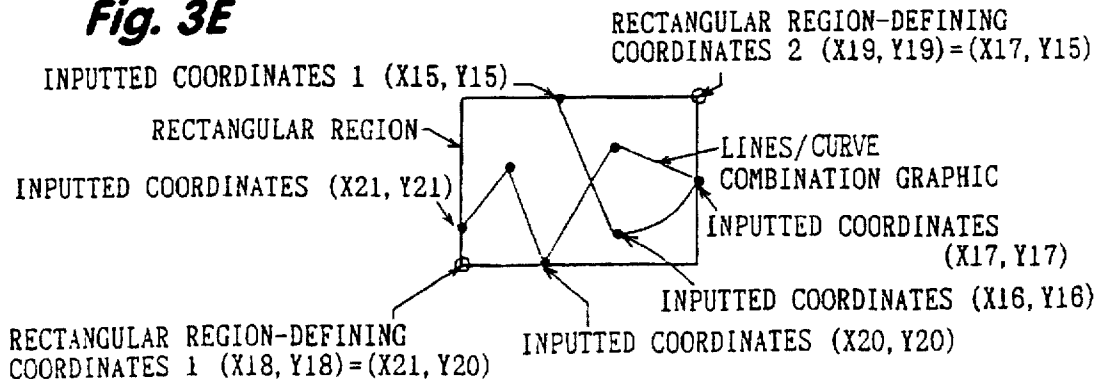 Fig. 3E
RECTANGULAR REGION-DEFINING
COORDINATES 2 (X19, Y19)=(X17, Y15)
INPUTTED COORDINATES 1 (X15, Y15)
RECTANGULAR REGION
LINES/CURVE
COMBINATION GRAPHIC
INPUTTED COORDINATES (X21, Y21)
INPUTTED COORDINATES
(X17, Y17)
INPUTTED COORDINATES (X16, Y16)
INPUTTED COORDINATES (X20, Y20)
RECTANGULAR REGION-DEFINING
COORDINATES 1 (X18, Y18)=(X21, Y20)